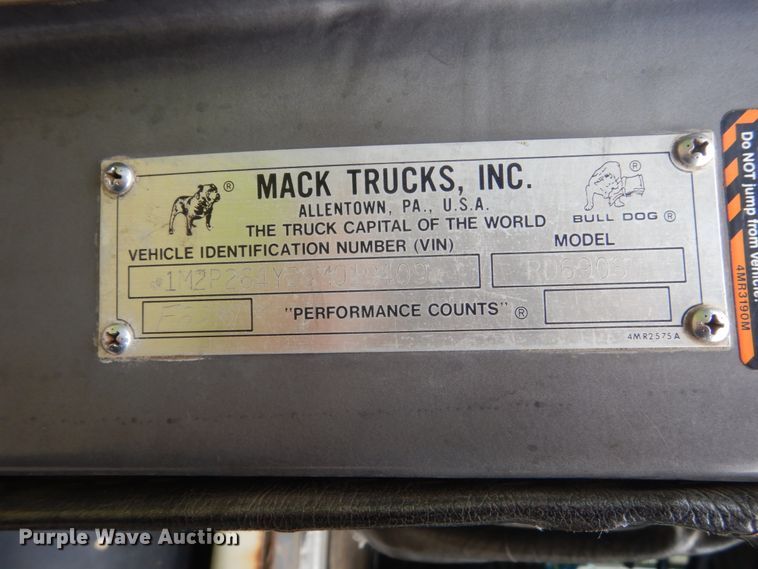 MACK TRUCKS, INC.
ALLENTOWN, PA., U.S.A.
THE TRUCK CAPITAL OF THE WORLD
BULL DOG ®
VEHICLE IDENTIFICATION NUMBER (VIN)
MODEL
"PERFORMANCE COUNTS" ®
4MR2575A
Do NOT jump from vehicle.
4MR3190M
Purple Wave Auction